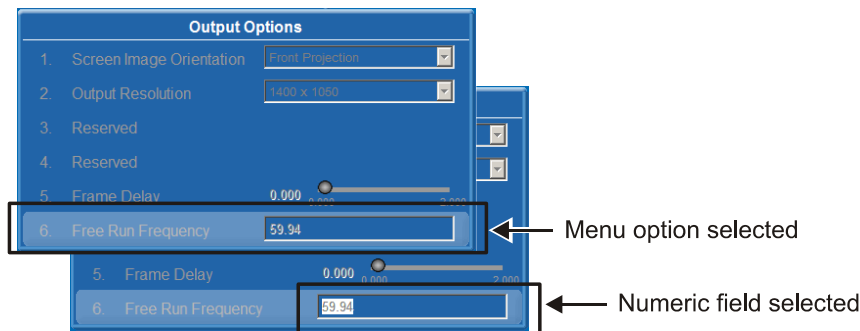 Output Options
1. Screen Image Orientation Front Projection
2. Output Resolution 1400 x 1050
3. Reserved
4. Reserved
5. Frame Delay 0.000 0.000 2.000
6. Free Run Frequency 59.94
Menu option selected
5. Frame Delay 0.000 0.000 2.000
6. Free Run Frequency 59.94
Numeric field selected